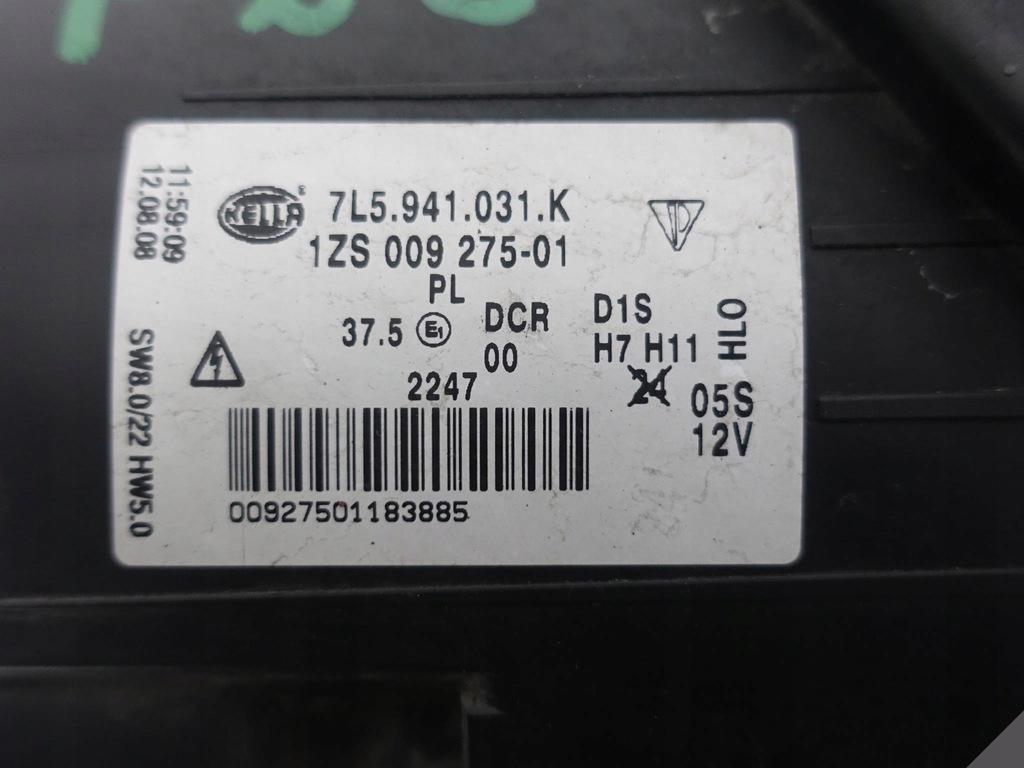 11:59:09
12.08.08
HELLA
7L5.941.031.K
1ZS 009 275-01
PL
37.5 E1 DCR
00
2247
D1S
H7 H11
HLO
24 05S
12V
SW8.0/22 HW5.0
00927501183885